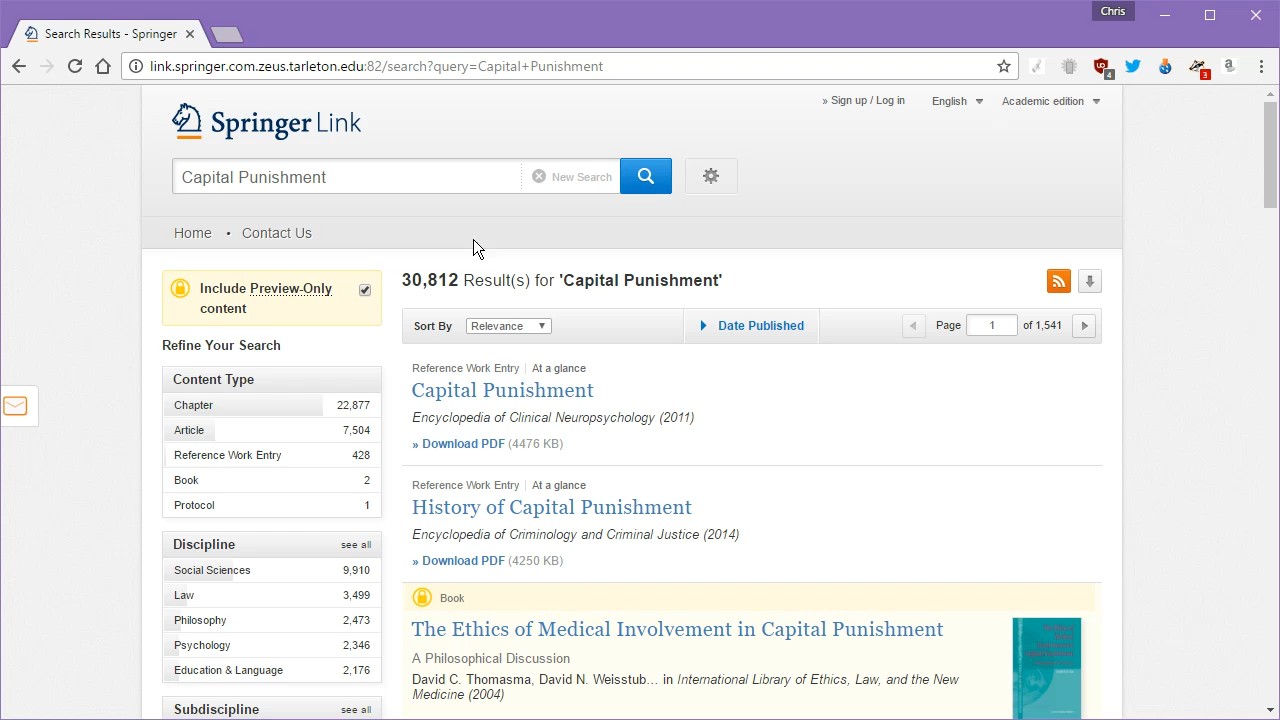 Chris
Search Results - Springer
link.springer.com.zeus.tarleton.edu:82/search?query=Capital+Punishment
4
3
a
» Sign up / Log in
English
Academic edition
Springer Link
Capital Punishment
New Search
Home • Contact Us
Include Preview-Only
content
30,812 Result(s) for 'Capital Punishment'
Sort By Relevance
Date Published
Page 1 of 1,541
Refine Your Search
Content Type
Chapter 22,877
Article 7,504
Reference Work Entry 428
Book 2
Protocol 1
Discipline see all
Social Sciences 9,910
Law 3,499
Philosophy 2,473
Psychology 2,346
Education & Language
Subdiscipline see all
Reference Work Entry | At a glance
Capital Punishment
Encyclopedia of Clinical Neuropsychology (2011)
» Download PDF (4476 KB)
Reference Work Entry | At a glance
History of Capital Punishment
Encyclopedia of Criminology and Criminal Justice (2014)
» Download PDF (4250 KB)
Book
The Ethics of Medical Involvement in Capital Punishment
A Philosophical Discussion
David C. Thomasma, David N. Weisstub... in International Library of Ethics, Law, and the New
Medicine (2004)